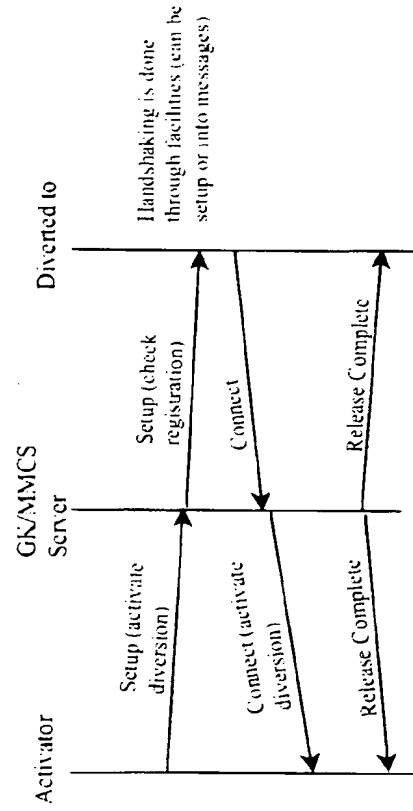 Activator
GK/MMCS
Server
Diverted to
Setup (activate
diversion)
Setup (check
registration)
Handshaking is done
through facilities (can be
setup or into messages)
Connect
Connect (activate
diversion)
Release Complete
Release Complete